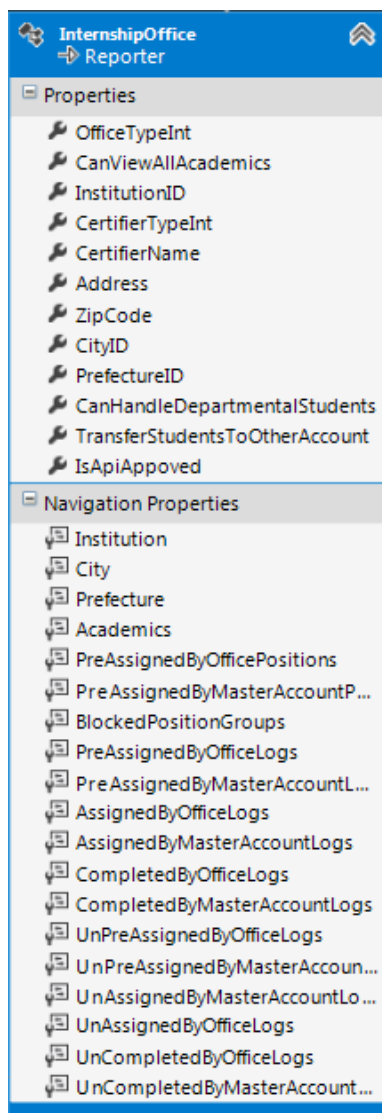 InternshipOffice
Reporter
Properties
OfficeTypeInt
CanViewAllAcademics
InstitutionID
CertifierTypeInt
CertifierName
Address
ZipCode
CityID
PrefectureID
CanHandleDepartmentalStudents
TransferStudentsToOtherAccount
IsApiAppoved
Navigation Properties
Institution
City
Prefecture
Academics
PreAssignedByOfficePositions
PreAssignedByMasterAccountP...
BlockedPositionGroups
PreAssignedByOfficeLogs
PreAssignedByMasterAccountL...
AssignedByOfficeLogs
AssignedByMasterAccountLogs
CompletedByOfficeLogs
CompletedByMasterAccountLogs
UnPreAssignedByOfficeLogs
UnPreAssignedByMasterAccoun...
UnAssignedByMasterAccountLo...
UnAssignedByOfficeLogs
UnCompletedByOfficeLogs
UnCompletedByMasterAccount...